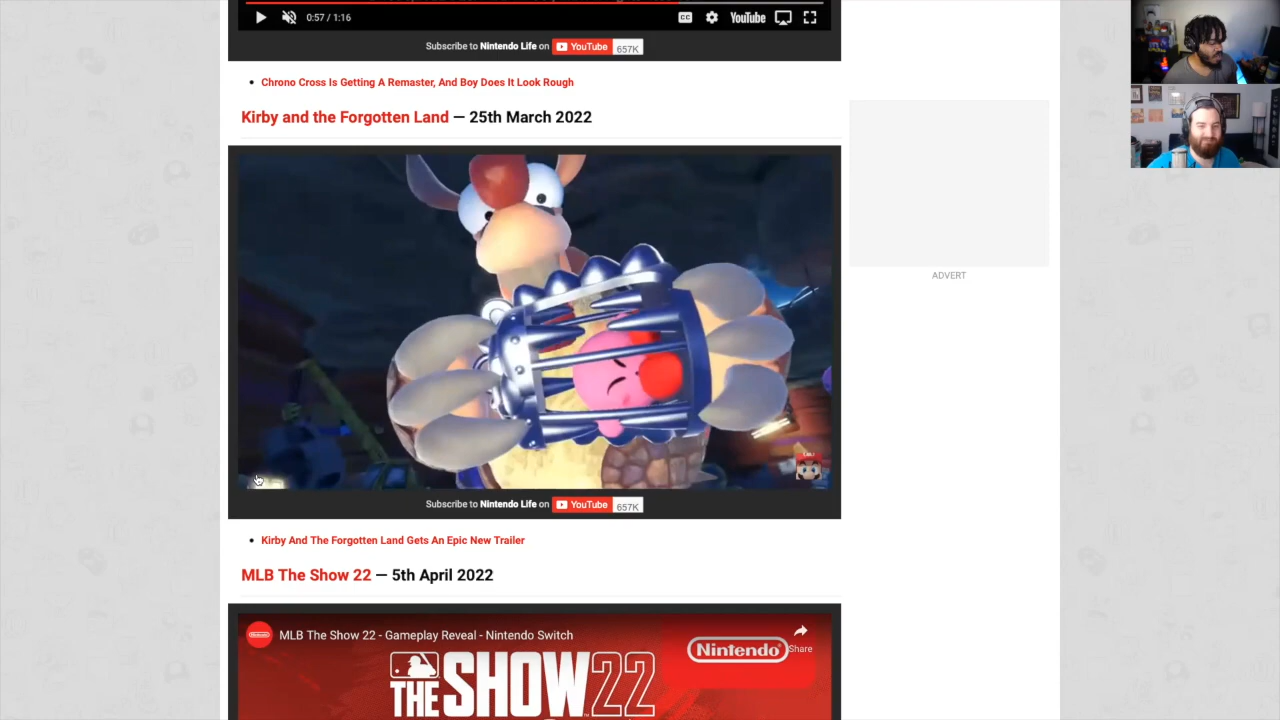 0:57 / 1:16
CC
YouTube
Subscribe to Nintendo Life on YouTube 657K
Chrono Cross Is Getting A Remaster, And Boy Does It Look Rough
Kirby and the Forgotten Land — 25th March 2022
ADVERT
Subscribe to Nintendo Life on YouTube 657K
Kirby And The Forgotten Land Gets An Epic New Trailer
MLB The Show 22 — 5th April 2022
MLB The Show 22 - Gameplay Reveal - Nintendo Switch
Nintendo
Share
THE SHOW 22